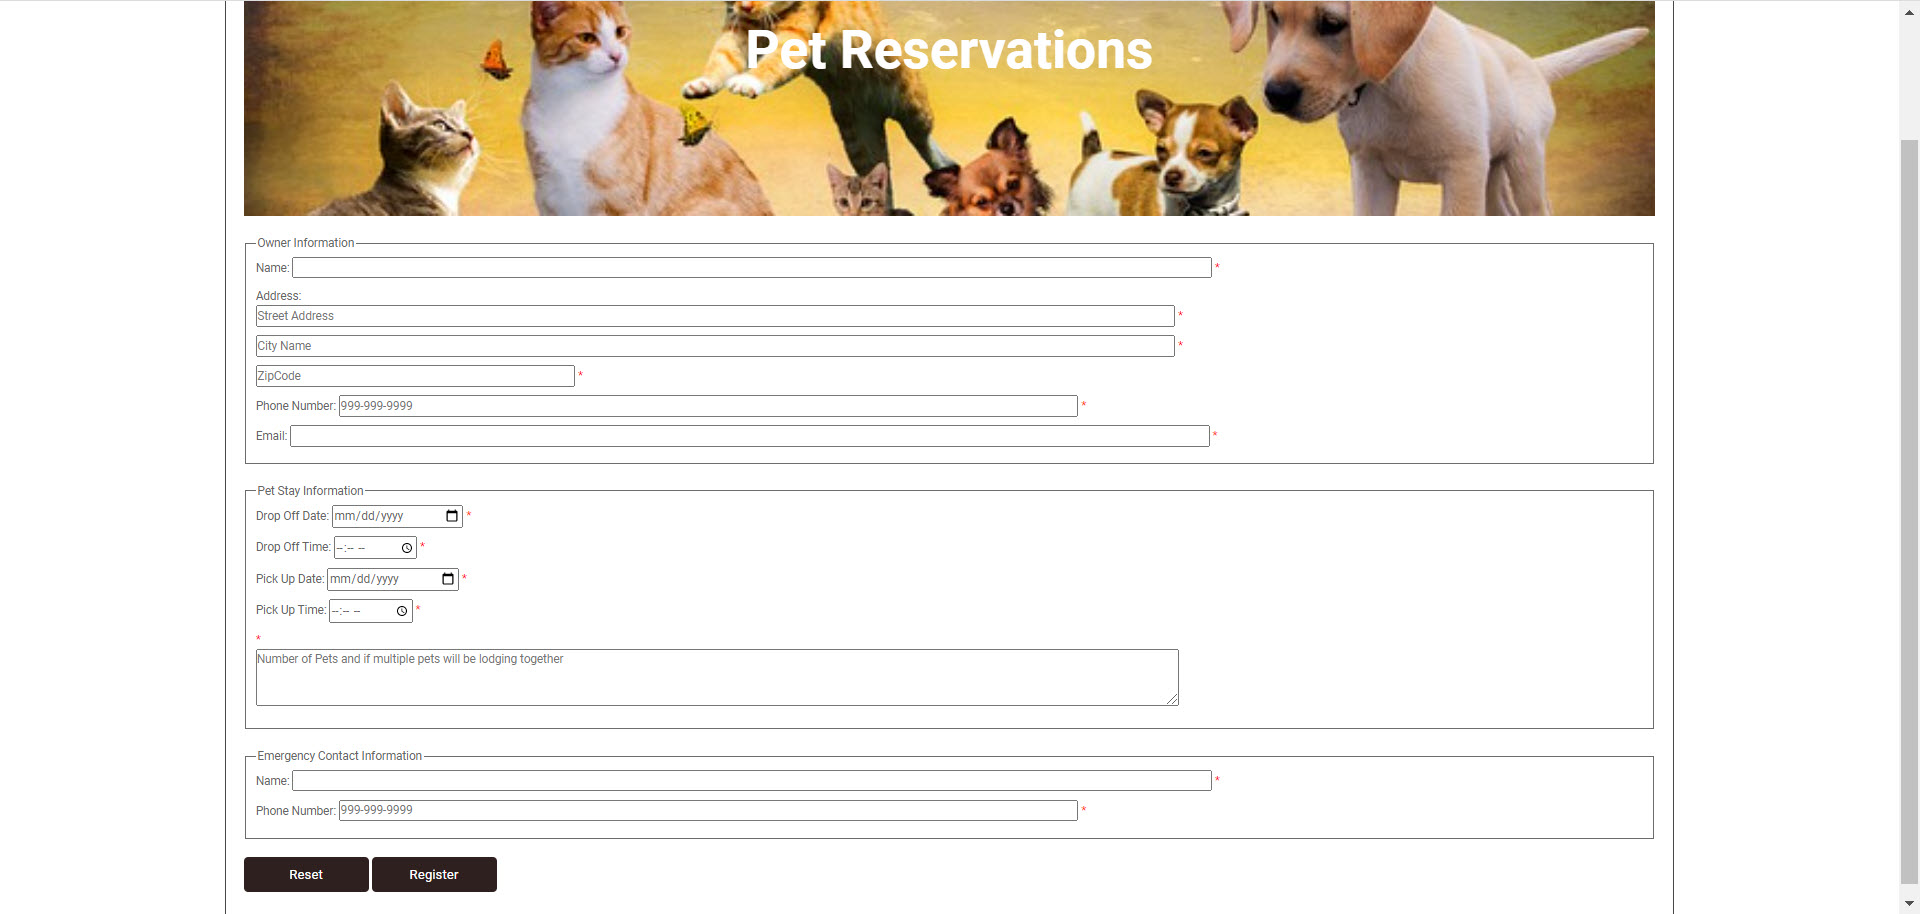 Pet Reservations
Owner Information
Name: *
Address:
Street Address *
City Name *
ZipCode *
Phone Number: 999-999-9999 *
Email: *
Pet Stay Information
Drop Off Date: mm/dd/yyyy *
Drop Off Time: --:-- -- *
Pick Up Date: mm/dd/yyyy *
Pick Up Time: --:-- -- *
*
Number of Pets and if multiple pets will be lodging together
Emergency Contact Information
Name: *
Phone Number: 999-999-9999 *
Reset Register